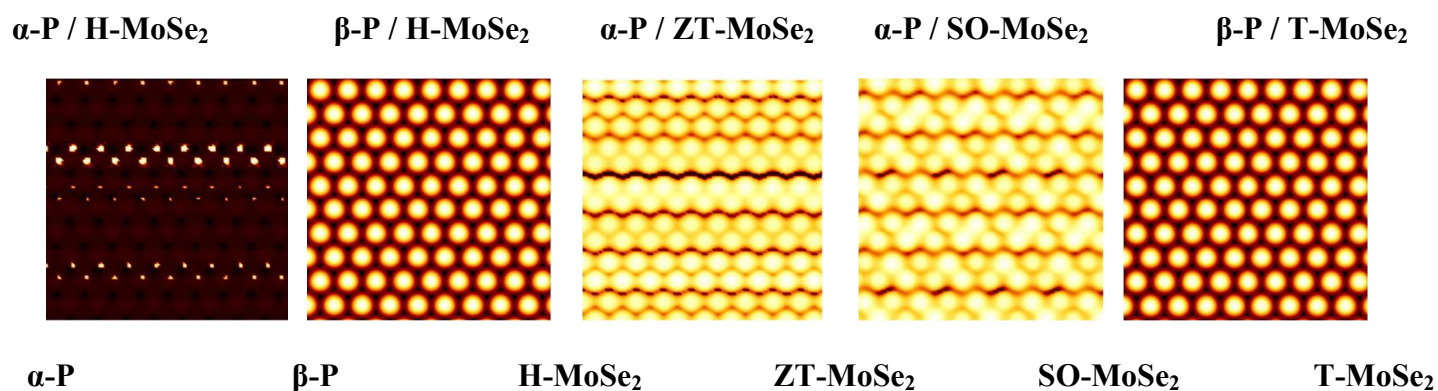 α-P / H-MoSe₂ β-P / H-MoSe₂ α-P / ZT-MoSe₂ α-P / SO-MoSe₂ β-P / T-MoSe₂
α-P β-P H-MoSe₂ ZT-MoSe₂ SO-MoSe₂ T-MoSe₂